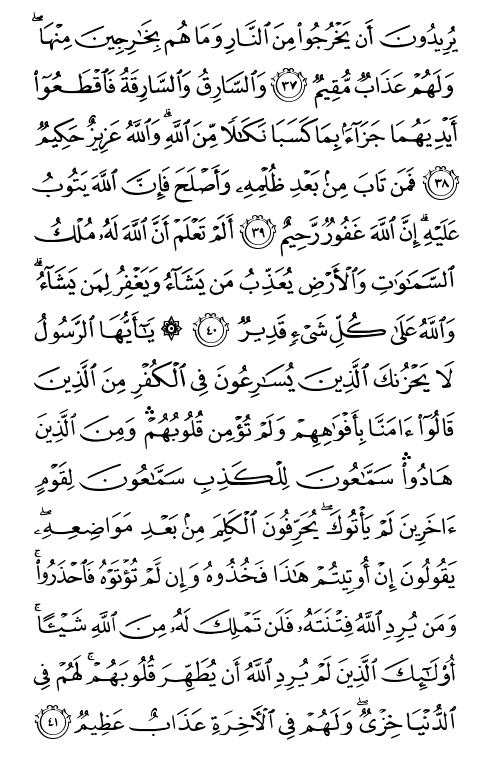 يُرِيدُونَ أَن يَخْرُجُوا۟ مِنَ ٱلنَّارِ وَمَا هُم بِخَٰرِجِينَ مِنْهَا ۖ
وَلَهُمْ عَذَابٌ مُّقِيمٌ ٣٧ وَٱلسَّارِقُ وَٱلسَّارِقَةُ فَٱقْطَعُوٓا۟
أَيْدِيَهُمَا جَزَآءًۢ بِمَا كَسَبَا نَكَٰلًا مِّنَ ٱللَّهِ ۗ وَٱللَّهُ عَزِيزٌ حَكِيمٌ
٣٨ فَمَن تَابَ مِنۢ بَعْدِ ظُلْمِهِۦ وَأَصْلَحَ فَإِنَّ ٱللَّهَ يَتُوبُ
عَلَيْهِ ۗ إِنَّ ٱللَّهَ غَفُورٌ رَّحِيمٌ ٣٩ أَلَمْ تَعْلَمْ أَنَّ ٱللَّهَ لَهُۥ مُلْكُ
ٱلسَّمَٰوَٰتِ وَٱلْأَرْضِ يُعَذِّبُ مَن يَشَآءُ وَيَغْفِرُ لِمَن يَشَآءُ ۗ
وَٱللَّهُ عَلَىٰ كُلِّ شَىْءٍ قَدِيرٌ ٤٠ ۞ يَٰٓأَيُّهَا ٱلرَّسُولُ
لَا يَحْزُنكَ ٱلَّذِينَ يُسَٰرِعُونَ فِى ٱلْكُفْرِ مِنَ ٱلَّذِينَ
قَالُوٓا۟ ءَامَنَّا بِأَفْوَٰهِهِمْ وَلَمْ تُؤْمِن قُلُوبُهُمْ ۛ وَمِنَ ٱلَّذِينَ
هَادُوا۟ ۛ سَمَّٰعُونَ لِلْكَذِبِ سَمَّٰعُونَ لِقَوْمٍ
ءَاخَرِينَ لَمْ يَأْتُوكَ ۖ يُحَرِّفُونَ ٱلْكَلِمَ مِنۢ بَعْدِ مَوَاضِعِهِۦ ۖ
يَقُولُونَ إِنْ أُوتِيتُمْ هَٰذَا فَخُذُوهُ وَإِن لَّمْ تُؤْتَوْهُ فَٱحْذَرُوا۟ ۚ
وَمَن يُرِدِ ٱللَّهُ فِتْنَتَهُۥ فَلَن تَمْلِكَ لَهُۥ مِنَ ٱللَّهِ شَيْـًٔا ۚ
أُو۟لَٰٓئِكَ ٱلَّذِينَ لَمْ يُرِدِ ٱللَّهُ أَن يُطَهِّرَ قُلُوبَهُمْ ۚ لَهُمْ فِى
ٱلدُّنْيَا خِزْىٌ ۖ وَلَهُمْ فِى ٱلْءَاخِرَةِ عَذَابٌ عَظِيمٌ ٤١